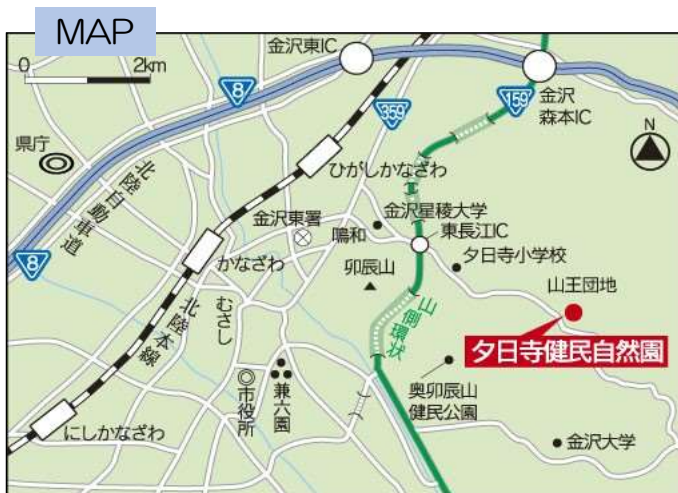 MAP
0 2km
金沢東IC
8
359
159
金沢
森本IC
N
県庁
北陸自動車道
ひがしかなざわ
金沢星稜大学
金沢東署
鳴和
東長江IC
夕日寺小学校
8
かなざわ
卯辰山
山王団地
北陸本線
むさし
山側環状
夕日寺健民自然園
市役所
兼六園
奥卯辰山
健民公園
にしかなざわ
金沢大学